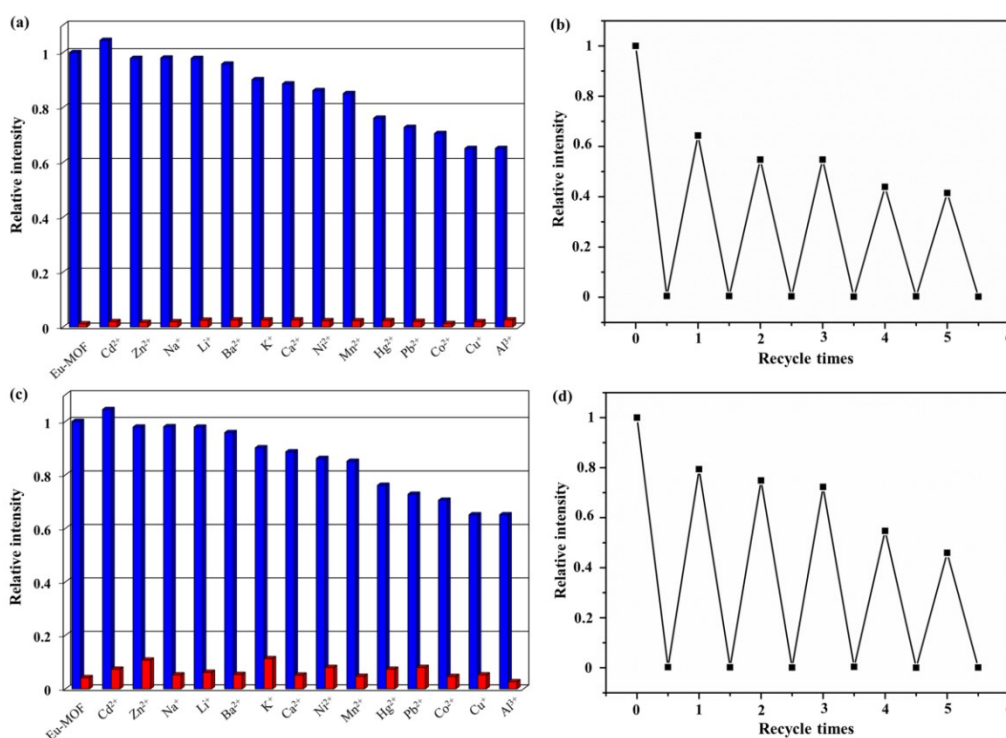 (a)
Relative intensity
1
0.8
0.6
0.4
0.2
0
Eu-MOF Cd²⁺ Zn²⁺ Na⁺ Li⁺ Ba²⁺ K⁺ Ca²⁺ Ni²⁺ Mn²⁺ Hg²⁺ Pb²⁺ Co²⁺ Cu⁺ Al³⁺
(b)
Relative intensity
1
0.8
0.6
0.4
0.2
0
0 1 2 3 4 5
Recycle times
(c)
Relative intensity
1
0.8
0.6
0.4
0.2
0
Eu-MOF Cd²⁺ Zn²⁺ Na⁺ Li⁺ Ba²⁺ K⁺ Ca²⁺ Ni²⁺ Mn²⁺ Hg²⁺ Pb²⁺ Co²⁺ Cu⁺ Al³⁺
(d)
Relative intensity
1
0.8
0.6
0.4
0.2
0
0 1 2 3 4 5
Recycle times